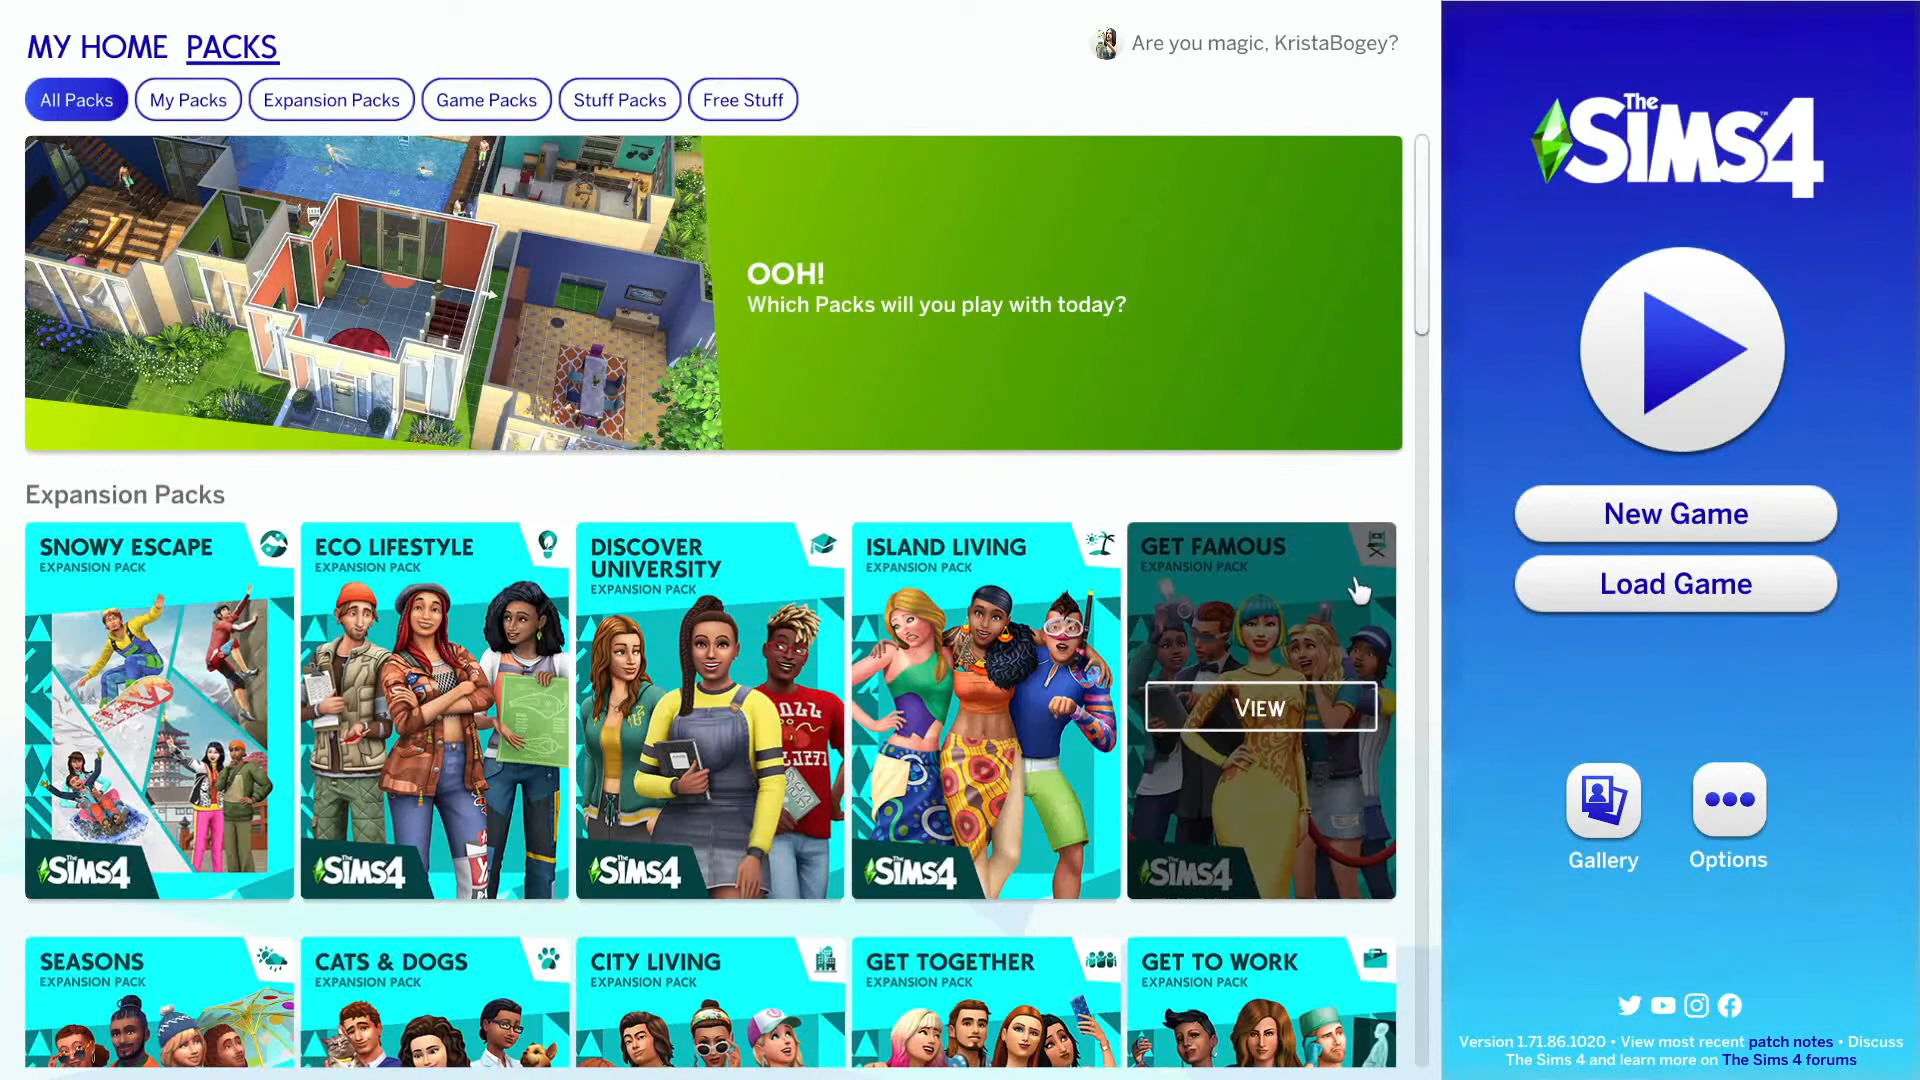 MY HOME PACKS
Are you magic, KristaBogey?
All Packs
My Packs
Expansion Packs
Game Packs
Stuff Packs
Free Stuff
OOH!
Which Packs will you play with today?
Expansion Packs
SNOWY ESCAPE
EXPANSION PACK
The SIMS4
ECO LIFESTYLE
EXPANSION PACK
The SIMS4
DISCOVER
UNIVERSITY
EXPANSION PACK
The SIMS4
ISLAND LIVING
EXPANSION PACK
The SIMS4
GET FAMOUS
EXPANSION PACK
VIEW
The SIMS4
SEASONS
EXPANSION PACK
CATS & DOGS
EXPANSION PACK
CITY LIVING
EXPANSION PACK
GET TOGETHER
EXPANSION PACK
GET TO WORK
EXPANSION PACK
The SIMS4™
New Game
Load Game
Gallery
Options
Version 1.71.86.1020 • View most recent patch notes • Discuss
The Sims 4 and learn more on The Sims 4 forums